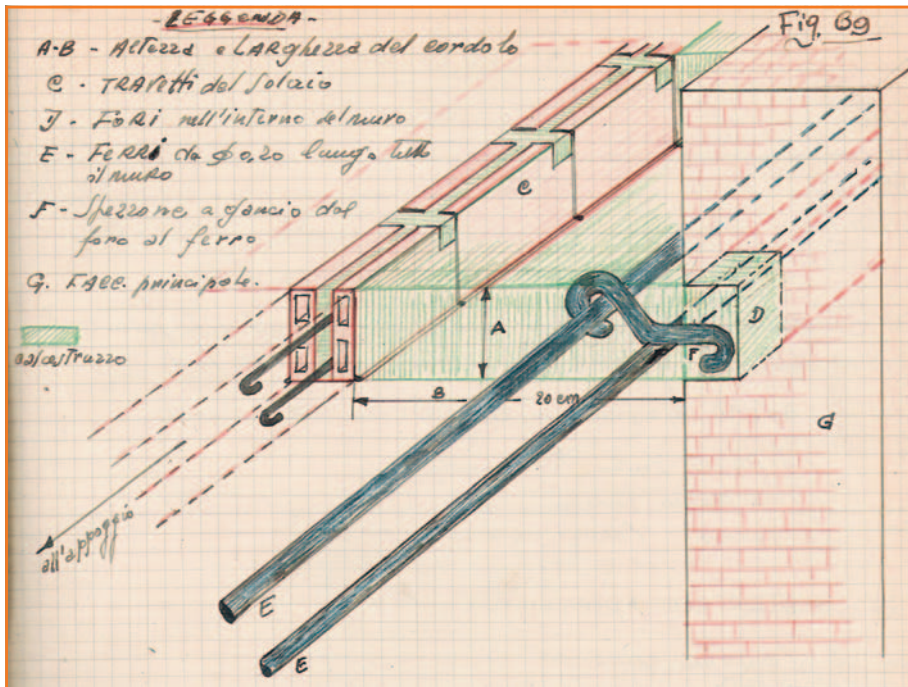 - LEGGENDA -
Fig. 69
A-B - Altezza e LARghezza del cordolo
C - TRAvetti del Solaio
D - FORi nell'interno del muro
E - FERRi da φ 0,20 lungo tutto
il muro
F - Spezzone a gancio dal
foro al ferro
G. FAcc. principale.
calcestruzzo
C
A
B
20 cm
D
F
G
E
E
all'appoggio